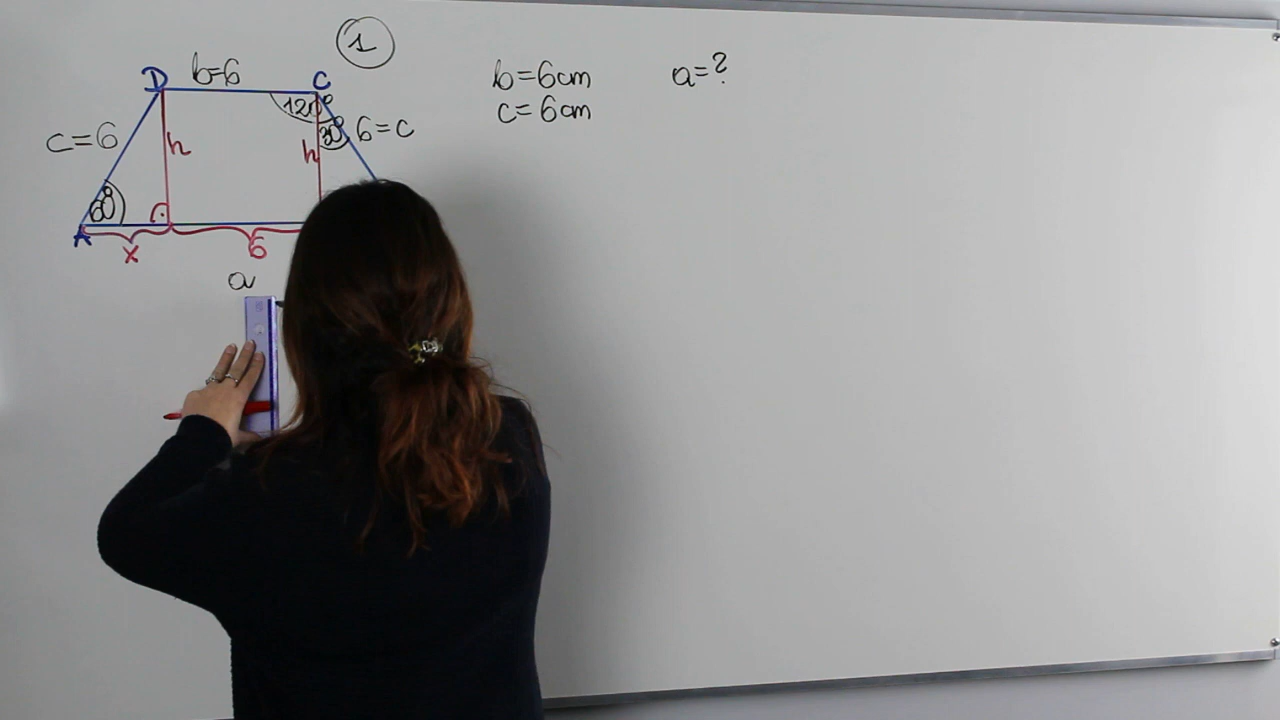 1
D b=6 C
120°
c=6 h h 30° 6=c
60°
A
x 6
a
b=6cm a=?
c=6cm